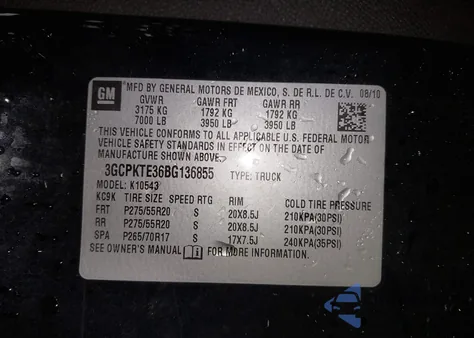 GM
MFD BY GENERAL MOTORS DE MEXICO, S. DE R.L. DE C.V. 08/10
GVWR GAWR FRT GAWR RR
3175 KG 1792 KG 1792 KG
7000 LB 3950 LB 3950 LB
THIS VEHICLE CONFORMS TO ALL APPLICABLE U.S. FEDERAL MOTOR
VEHICLE SAFETY STANDARDS IN EFFECT ON THE DATE OF
MANUFACTURE SHOWN ABOVE.
3GCPKTE36BG136855 TYPE: TRUCK
MODEL: K10543
KC9K TIRE SIZE SPEED RTG RIM COLD TIRE PRESSURE
FRT P275/55R20 S 20X8.5J 210KPA(30PSI)
RR P275/55R20 S 20X8.5J 210KPA(30PSI)
SPA P265/70R17 S 17X7.5J 240KPA(35PSI)
SEE OWNER'S MANUAL FOR MORE INFORMATION